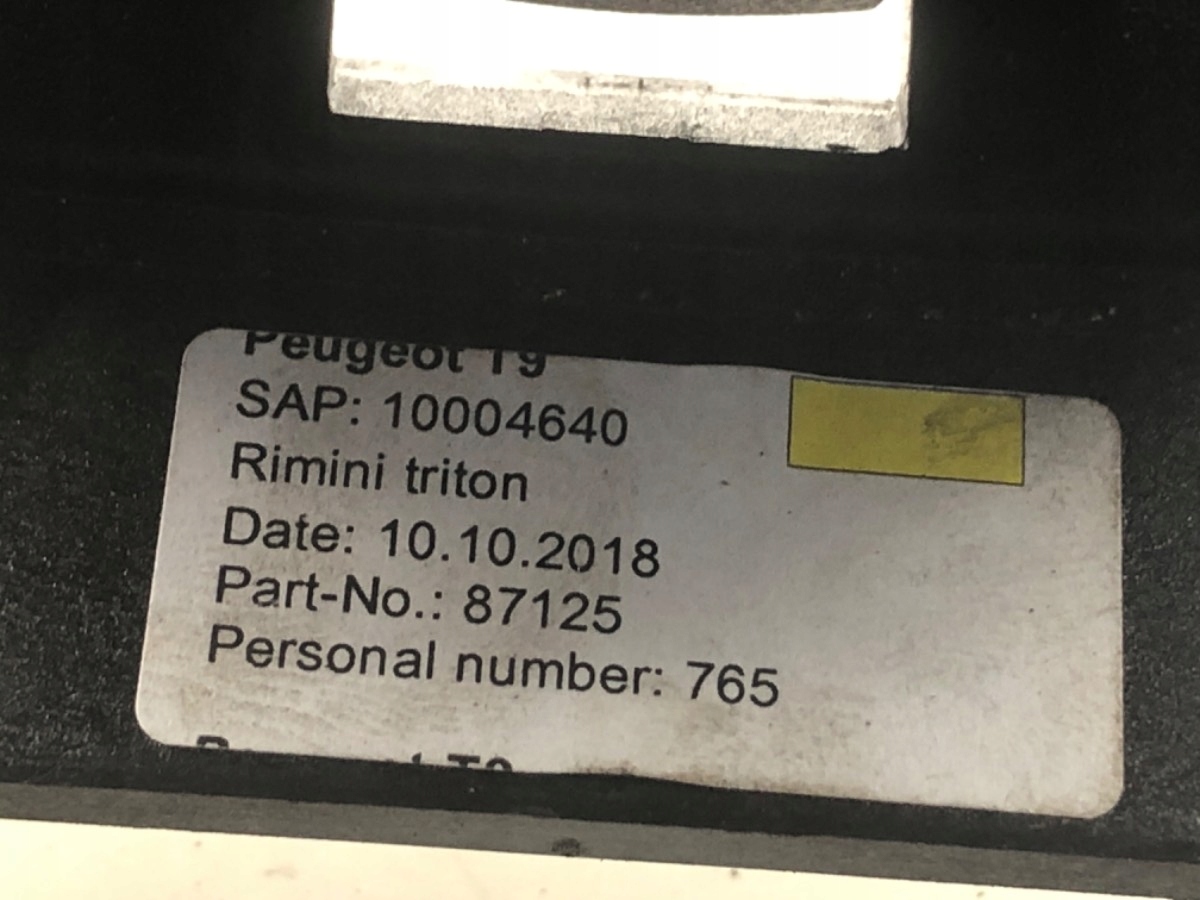 Peugeot T9
SAP: 10004640
Rimini triton
Date: 10.10.2018
Part-No.: 87125
Personal number: 765